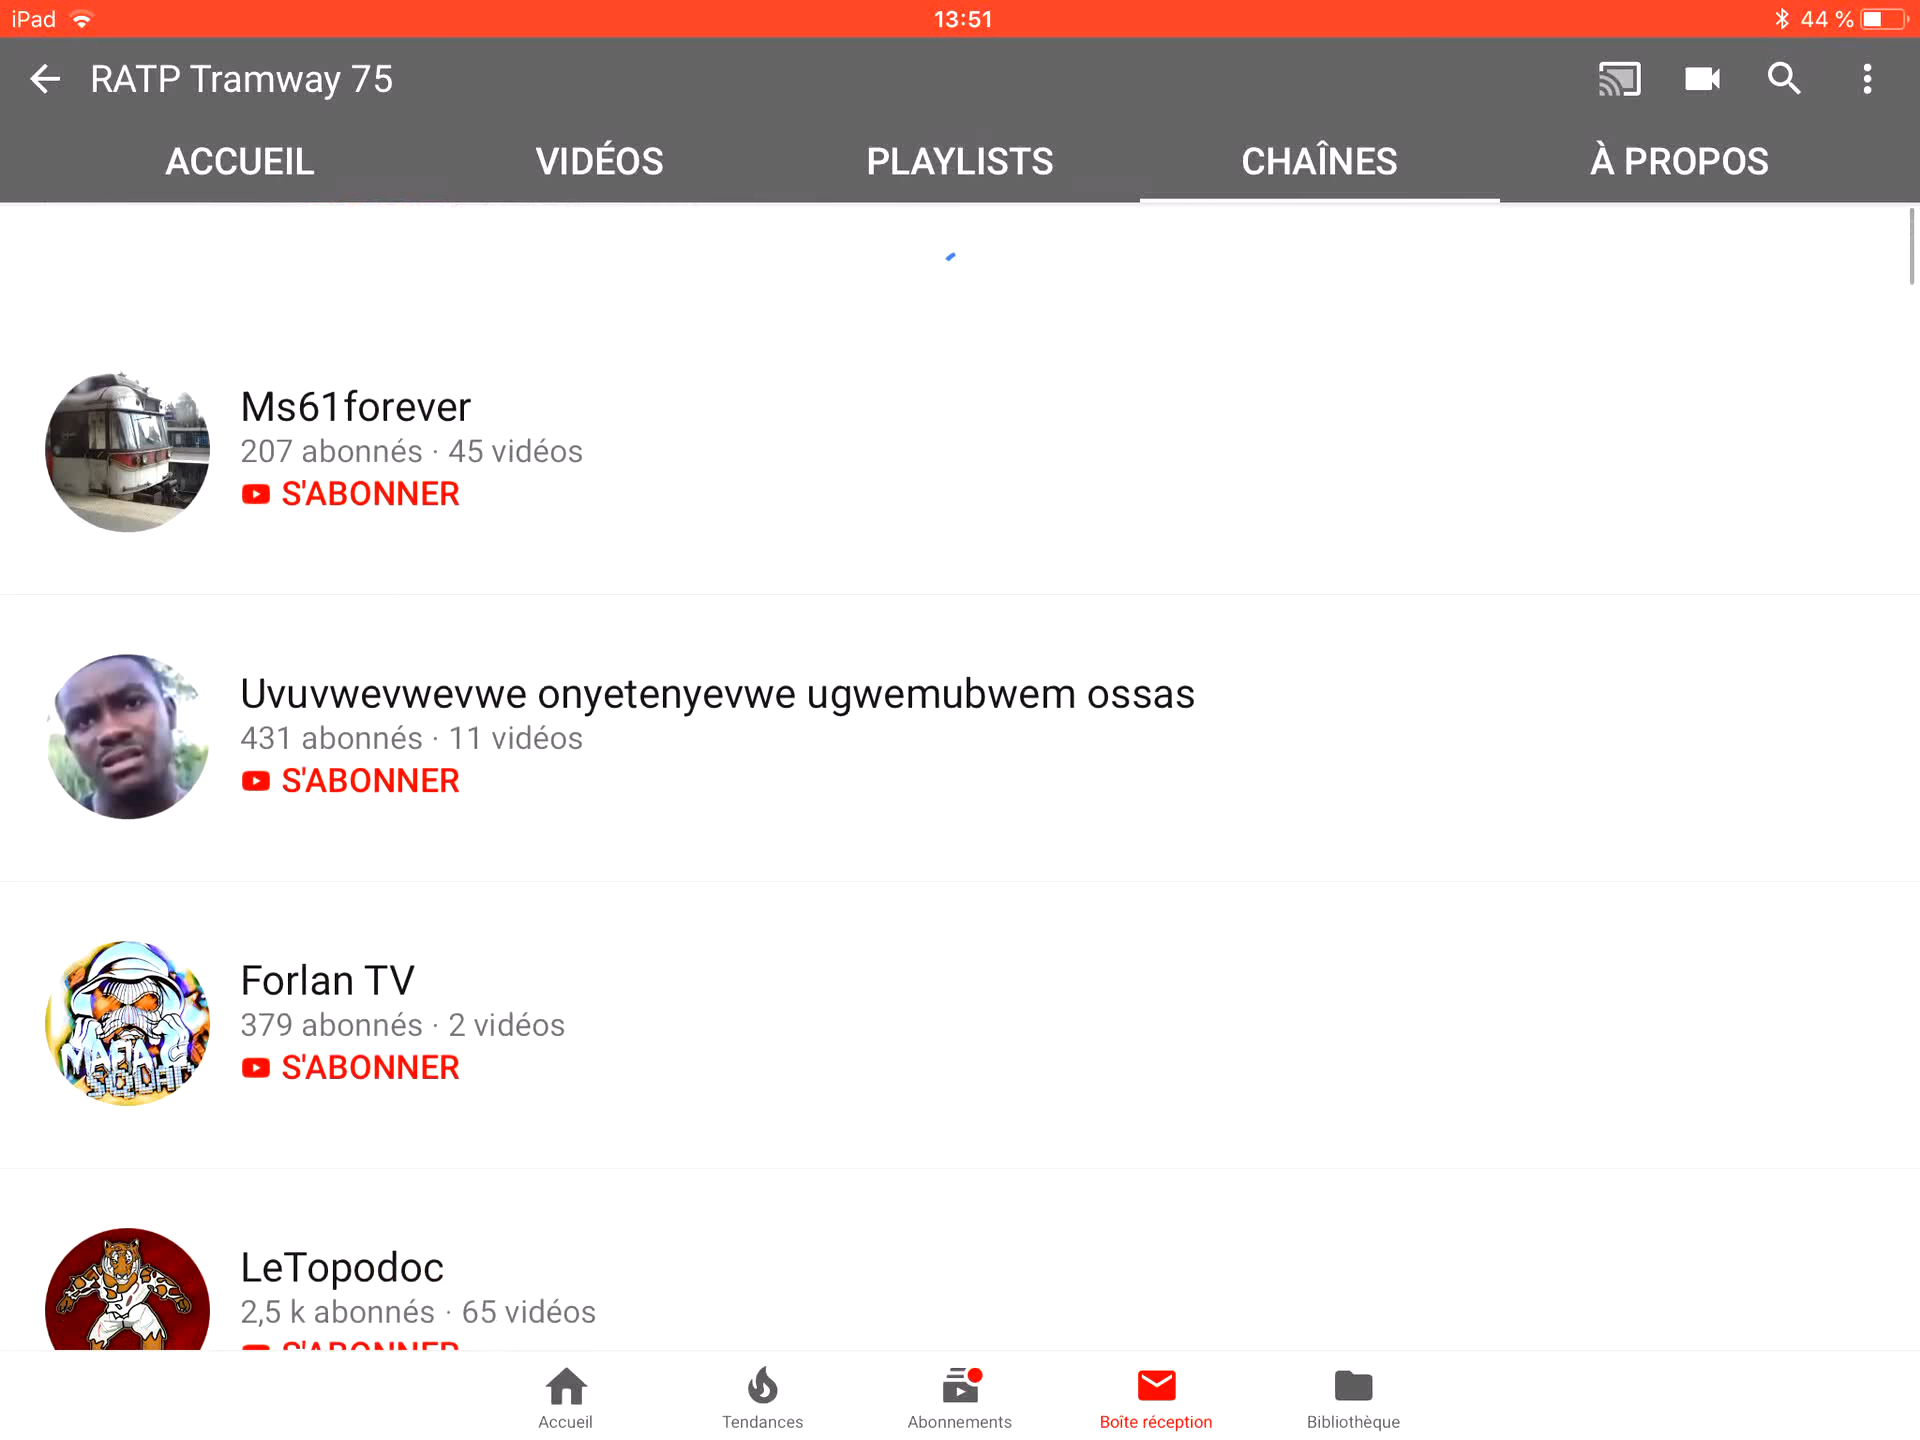 iPad 13:51 44 %
RATP Tramway 75
ACCUEIL VIDÉOS PLAYLISTS CHAÎNES À PROPOS
Ms61forever
207 abonnés · 45 vidéos
S'ABONNER
Uvuvwevwevwe onyetenyevwe ugwemubwem ossas
431 abonnés · 11 vidéos
S'ABONNER
Forlan TV
379 abonnés · 2 vidéos
S'ABONNER
MAFIA
LeTopodoc
2,5 k abonnés · 65 vidéos
S'ABONNER
Accueil Tendances Abonnements Boîte réception Bibliothèque